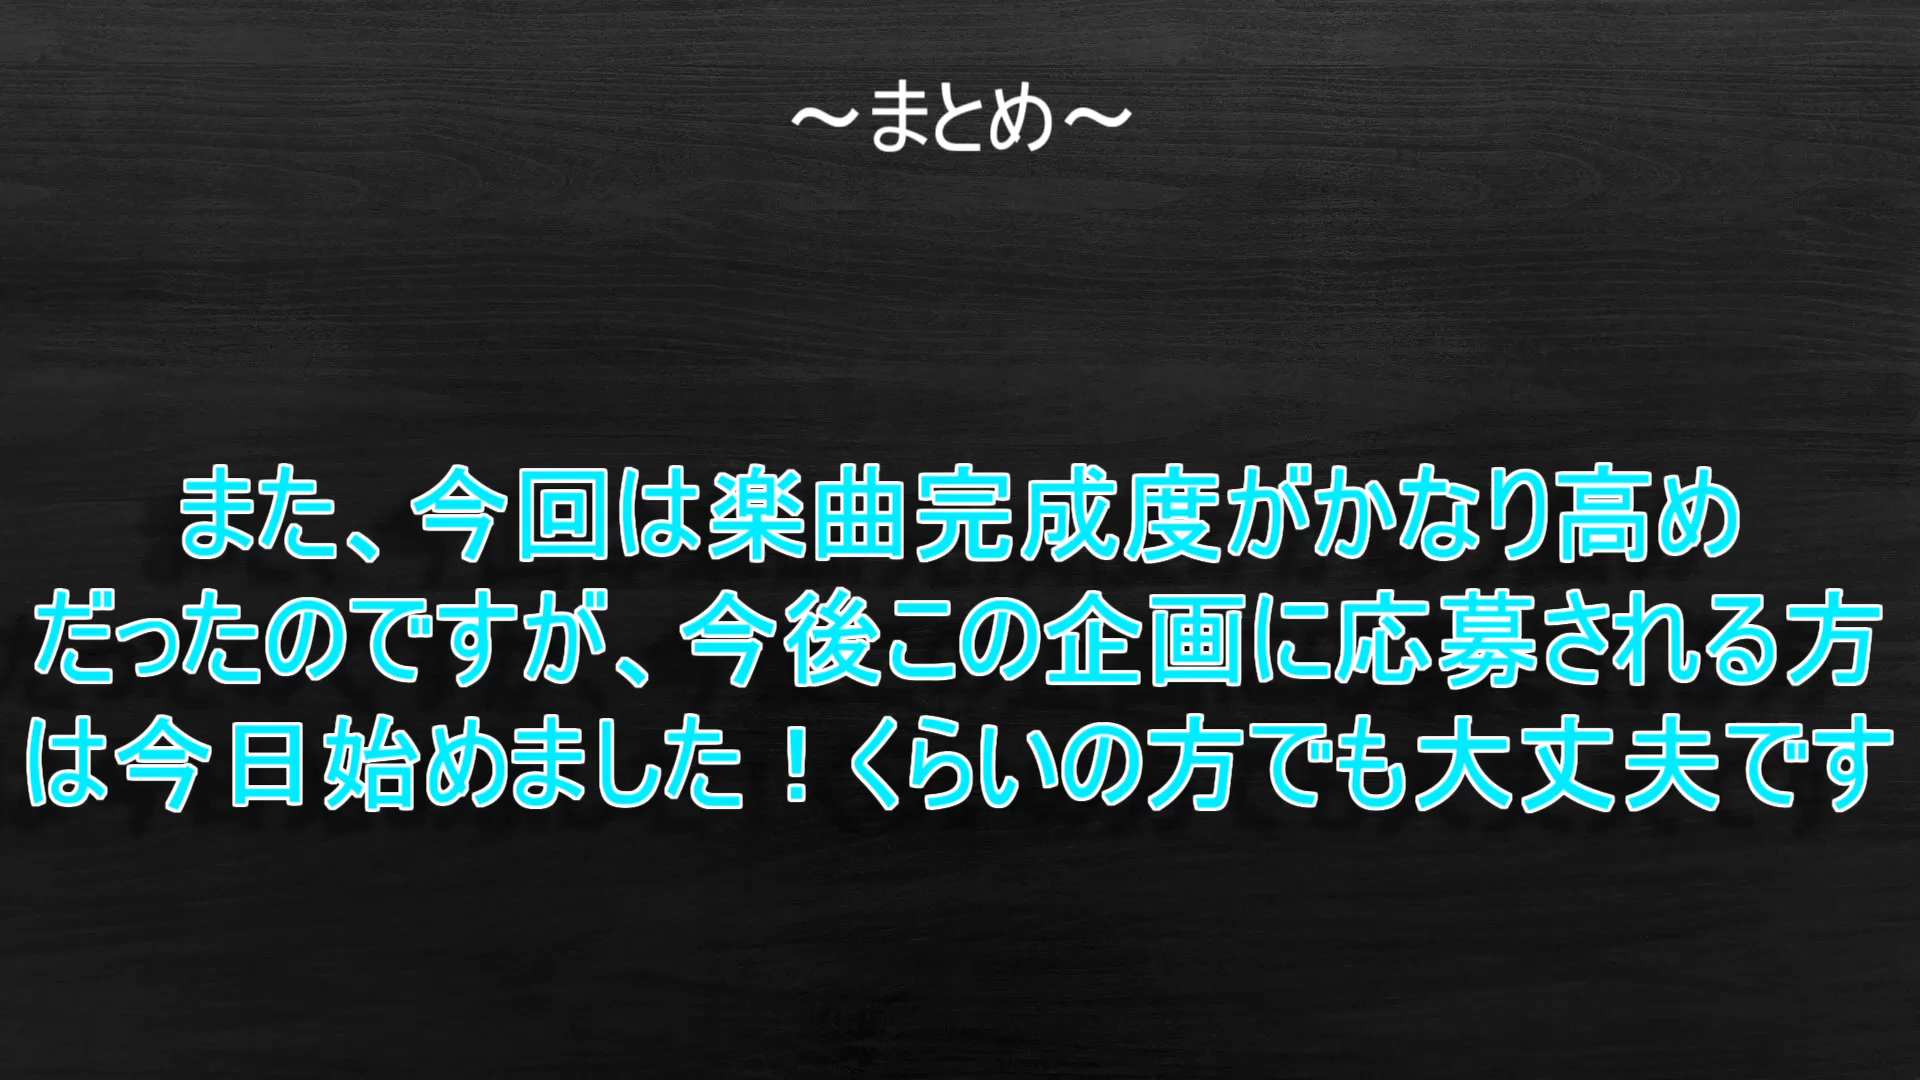 ～まとめ～
また、今回は楽曲完成度がかなり高め
だったのですが、今後この企画に応募される方
は今日始めました！くらいの方でも大丈夫です